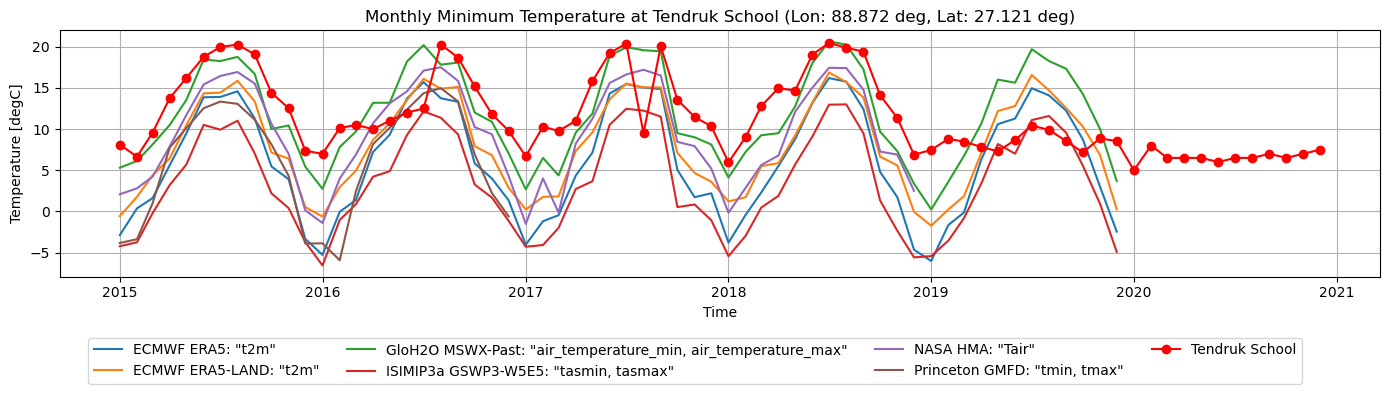 Monthly Minimum Temperature at Tendruk School (Lon: 88.872 deg, Lat: 27.121 deg)
Temperature [degC]
20
15
10
5
0
−5
2015 2016 2017 2018 2019 2020 2021
Time
ECMWF ERA5: "t2m"
ECMWF ERA5-LAND: "t2m"
GloH2O MSWX-Past: "air_temperature_min, air_temperature_max"
ISIMIP3a GSWP3-W5E5: "tasmin, tasmax"
NASA HMA: "Tair"
Princeton GMFD: "tmin, tmax"
Tendruk School